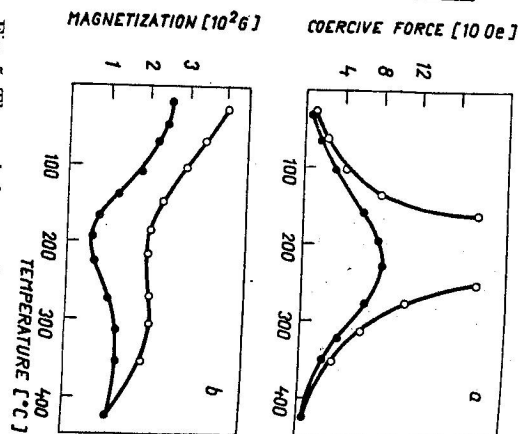 MAGNETIZATION [10²G]
1 2 3
100
200
300
400
TEMPERATURE [°C]
b
COERCIVE FORCE [10 Oe]
4 8 12
100
200
300
400
a